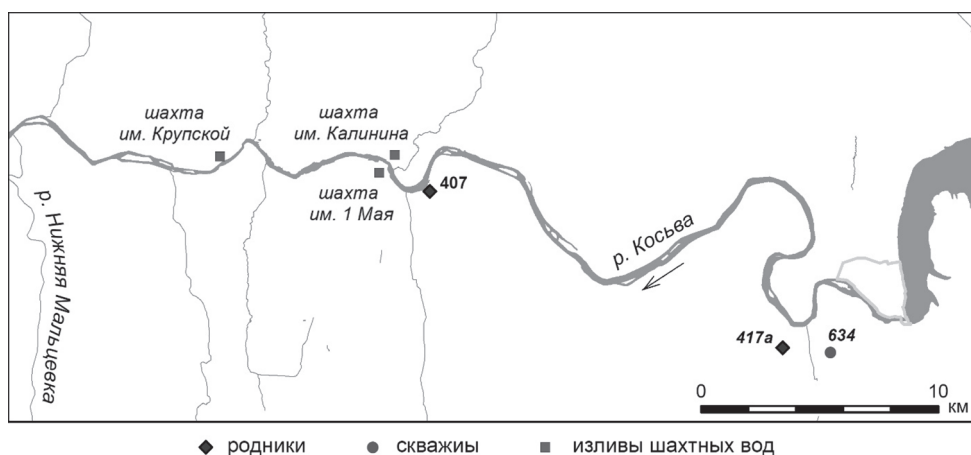 шахта
им. Крупской
шахта
им. Калинина
шахта
им. 1 Мая
407
р. Нижняя Мальцевка
р. Косьва
417а
634
0
10
км
родники
скважиы
изливы шахтных вод